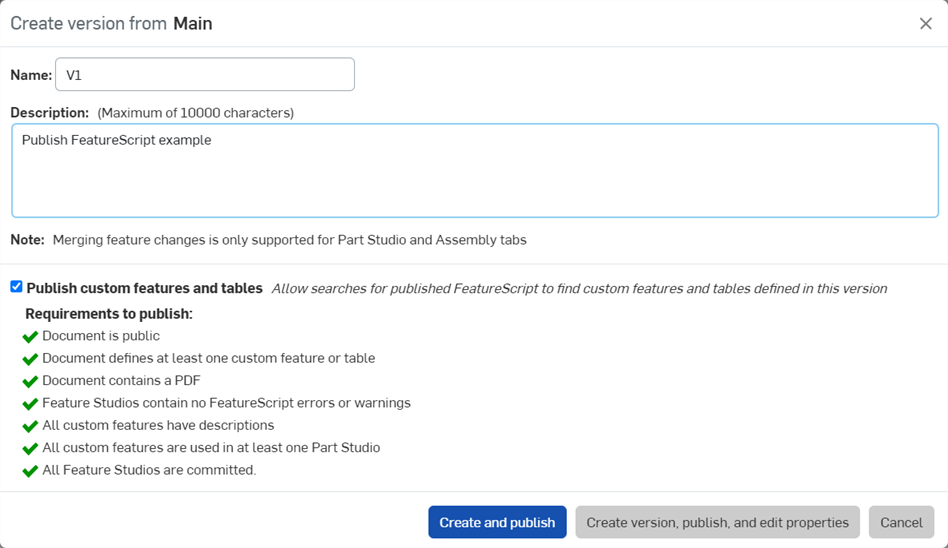 Create version from Main
Name: V1
Description: (Maximum of 10000 characters)
Publish FeatureScript example
Note: Merging feature changes is only supported for Part Studio and Assembly tabs
Publish custom features and tables Allow searches for published FeatureScript to find custom features and tables defined in this version
Requirements to publish:
Document is public
Document defines at least one custom feature or table
Document contains a PDF
Feature Studios contain no FeatureScript errors or warnings
All custom features have descriptions
All custom features are used in at least one Part Studio
All Feature Studios are committed.
Create and publish Create version, publish, and edit properties Cancel